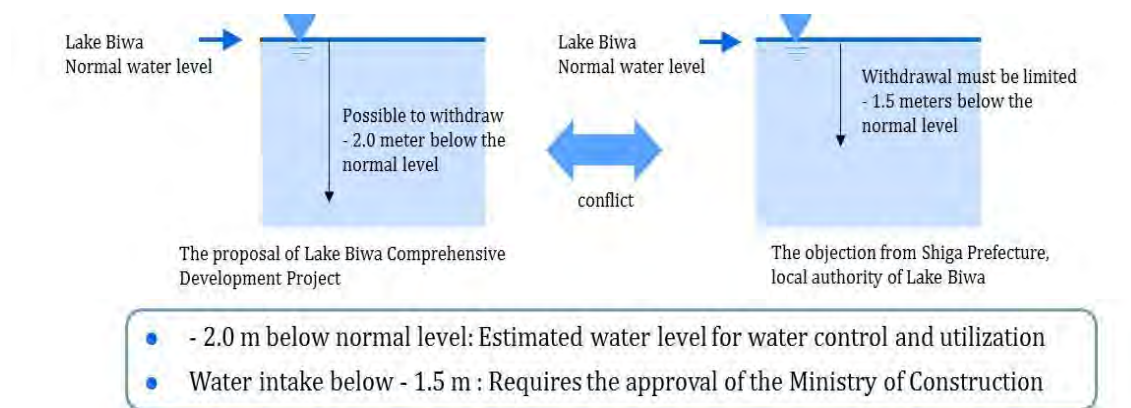 Lake Biwa
Normal water level
Possible to withdraw
- 2.0 meter below the
normal level
The proposal of Lake Biwa Comprehensive
Development Project
conflict
Lake Biwa
Normal water level
Withdrawal must be limited
- 1.5 meters below the
normal level
The objection from Shiga Prefecture,
local authority of Lake Biwa
• - 2.0 m below normal level: Estimated water level for water control and utilization
• Water intake below - 1.5 m : Requires the approval of the Ministry of Construction